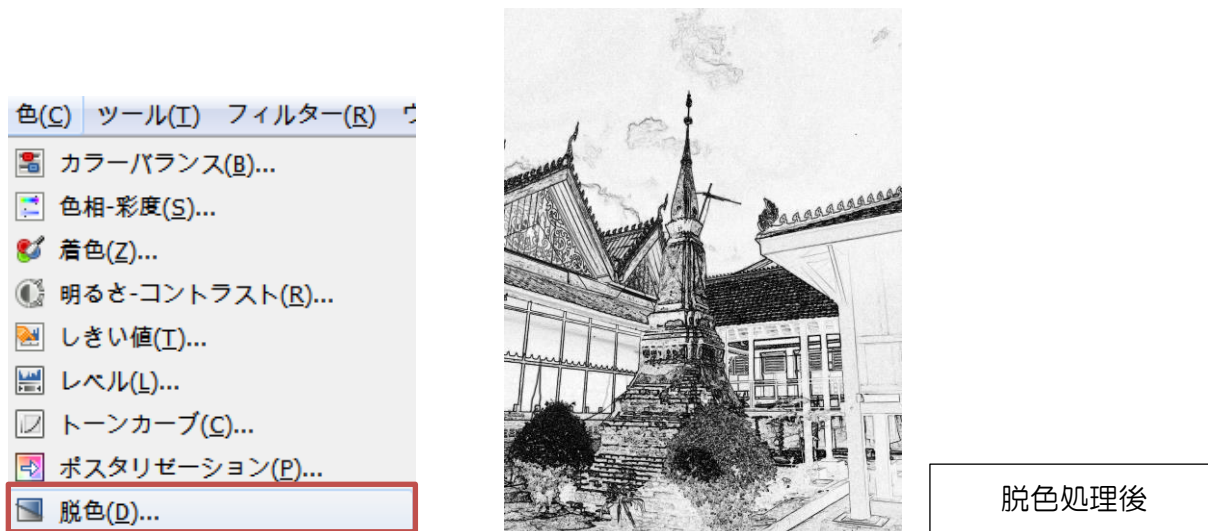 色(C) ツール(T) フィルター(R) ウ
カラーバランス(B)...
色相-彩度(S)...
着色(Z)...
明るさ-コントラスト(R)...
しきい値(T)...
レベル(L)...
トーンカーブ(C)...
ポスタリゼーション(P)...
脱色(D)...
脱色処理後